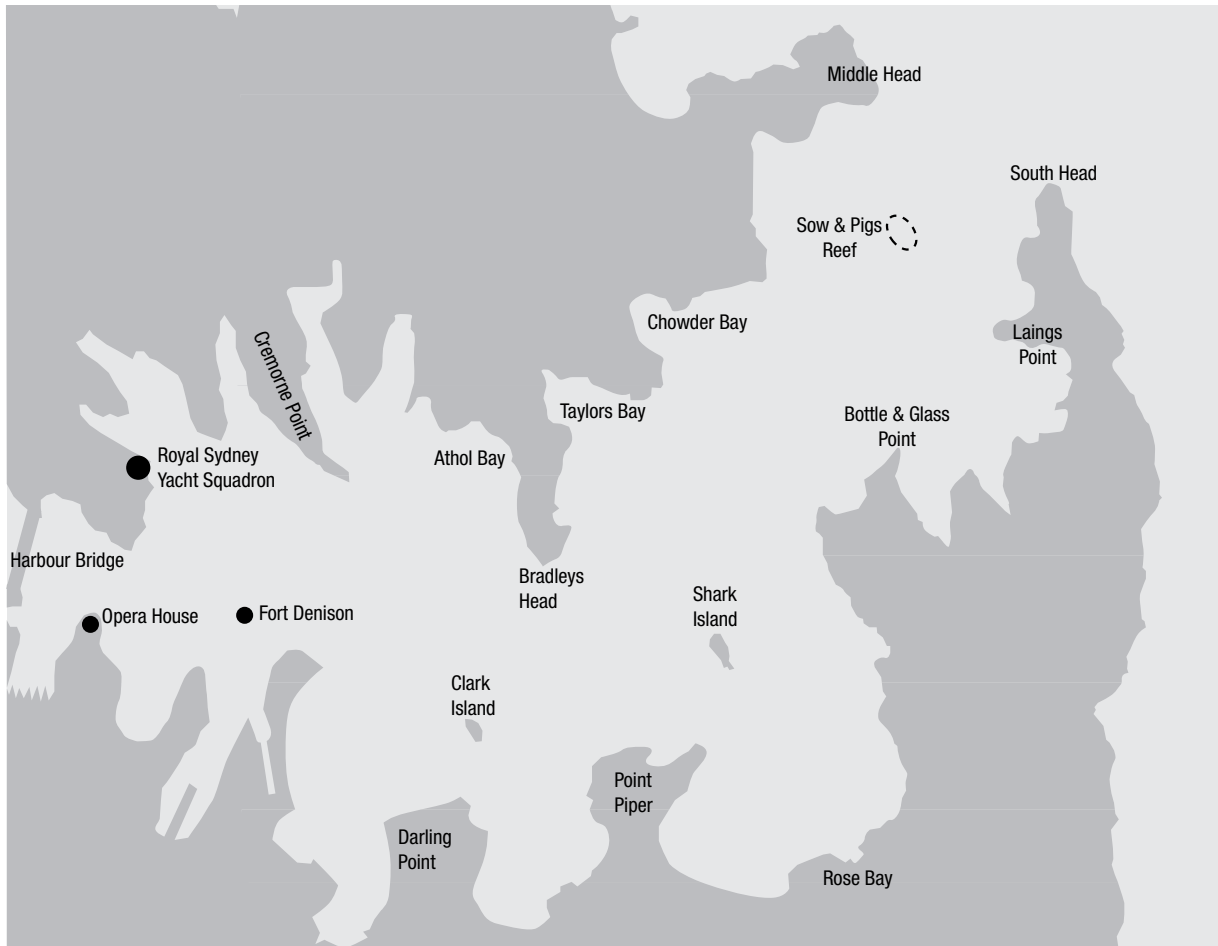 Middle Head
South Head
Sow & Pigs
Reef
Chowder Bay
Laings
Point
Cremorne Point
Taylors Bay
Bottle & Glass
Point
Athol Bay
Royal Sydney
Yacht Squadron
Harbour Bridge
Bradleys
Head
Shark
Island
Opera House
Fort Denison
Clark
Island
Point
Piper
Darling
Point
Rose Bay